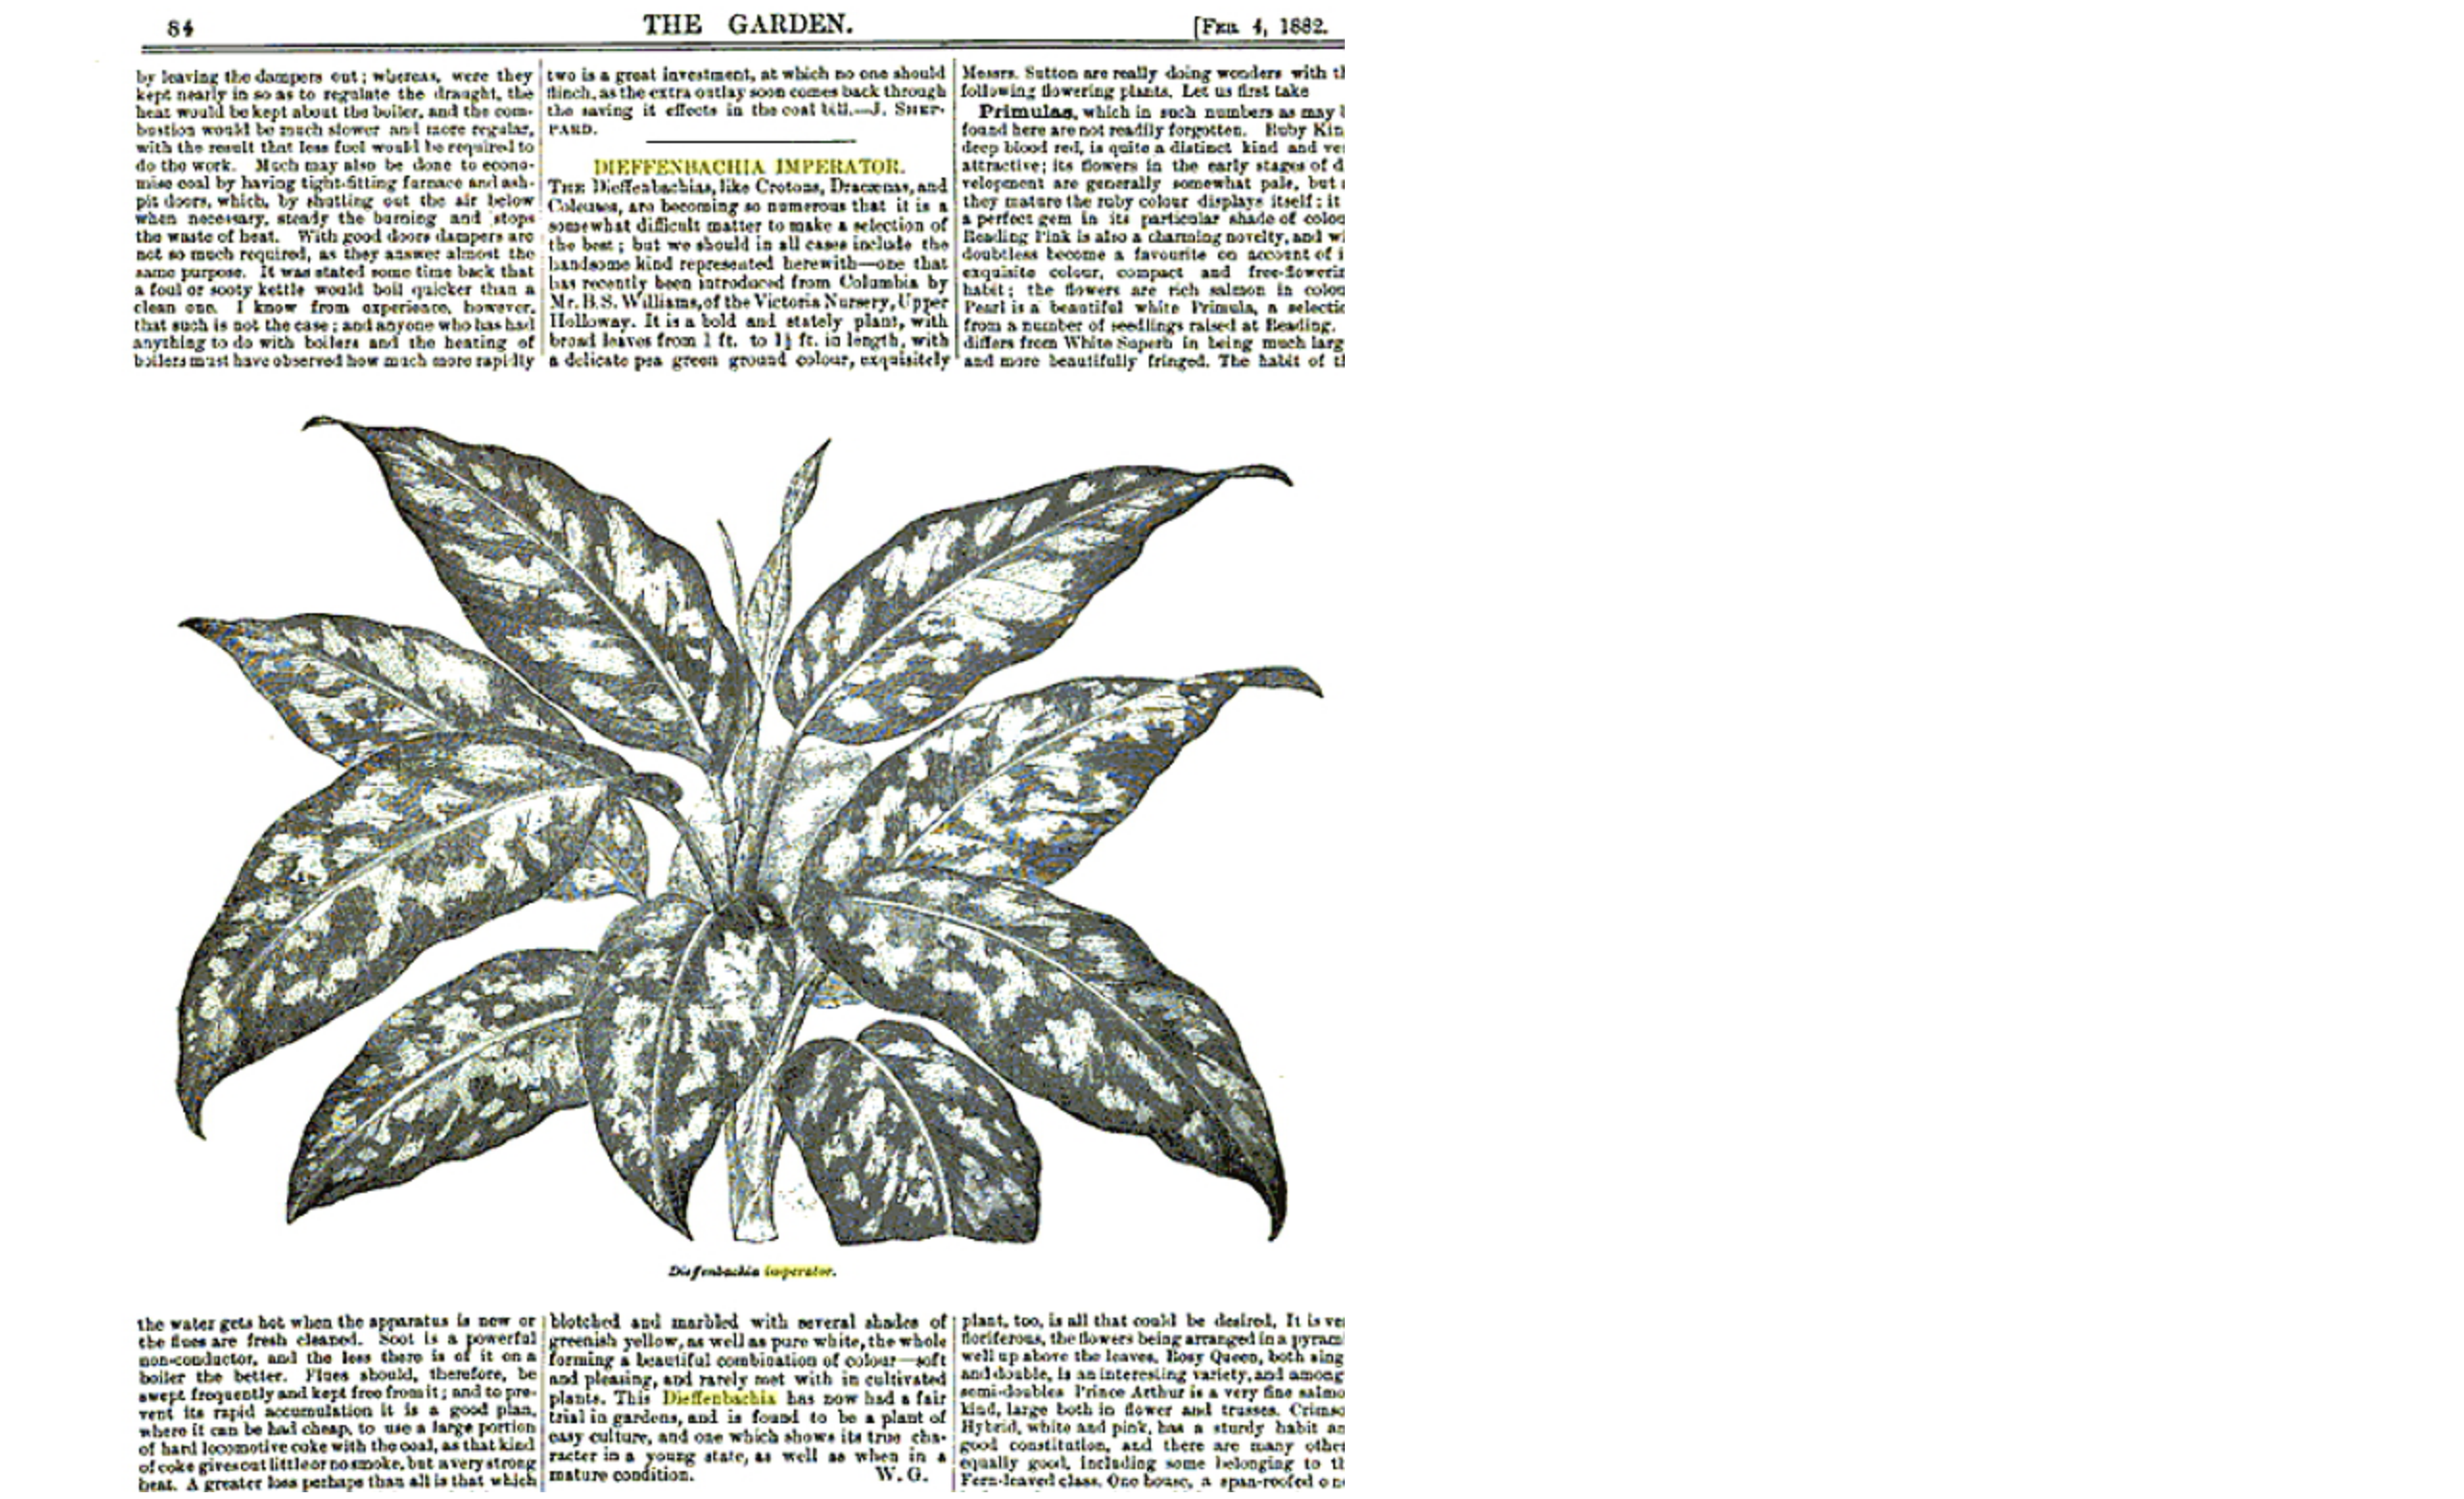 84
THE GARDEN.
[FEB. 4, 1882.
by leaving the dampers out; whereas, were they
kept nearly in so as to regulate the draught, the
heat would be kept about the boiler, and the com-
bustion would be much slower and more regular,
with the result that less fuel would be required to
do the work. Much may also be done to econo-
mise coal by having tight-fitting furnace and ash-
pit doors, which, by shutting out the air below
when necessary, steady the burning and stops
the waste of heat. With good doors dampers are
not so much required, as they answer almost the
same purpose. It was stated some time back that
a foul or sooty kettle would boil quicker than a
clean one. I know from experience, however,
that such is not the case; and anyone who has had
anything to do with boilers and the heating of
boilers must have observed how much more rapidly
the water gets hot when the apparatus is new or
the flues are fresh cleaned. Soot is a powerful
non-conductor, and the less there is of it on a
boiler the better. Flues should, therefore, be
swept frequently and kept free from it; and to pre-
vent its rapid accumulation it is a good plan,
where it can be had cheap, to use a large portion
of hard locomotive coke with the coal, as that kind
of coke gives out little or no smoke, but a very strong
heat. A greater loss perhaps than all is that which
two is a great investment, at which no one should
flinch, as the extra outlay soon comes back through
the saving it effects in the coal bill.—J. SHEP-
PARD.
DIEFFENBACHIA IMPERATOR.
THE Dieffenbachias, like Crotons, Dracænas, and
Coleuses, are becoming so numerous that it is a
somewhat difficult matter to make a selection of
the best; but we should in all cases include the
handsome kind represented herewith—one that
has recently been introduced from Columbia by
Mr. B.S. Williams, of the Victoria Nursery, Upper
Holloway. It is a bold and stately plant, with
broad leaves from 1 ft. to 1½ ft. in length, with
a delicate pea green ground colour, exquisitely
Dieffenbachia imperator.
blotched and marbled with several shades of
greenish yellow, as well as pure white, the whole
forming a beautiful combination of colour—soft
and pleasing, and rarely met with in cultivated
plants. This Dieffenbachia has now had a fair
trial in gardens, and is found to be a plant of
easy culture, and one which shows its true cha-
racter in a young state, as well as when in a
mature condition. W. G.
Messrs. Sutton are really doing wonders with th
following flowering plants. Let us first take
Primulas, which in such numbers as may b
found here are not readily forgotten. Ruby Kin
deep blood red, is quite a distinct kind and ve
attractive; its flowers in the early stages of d
velopment are generally somewhat pale, but a
they mature the ruby colour displays itself; it
a perfect gem in its particular shade of colou
Reading Pink is also a charming novelty, and wi
doubtless become a favourite on account of i
exquisite colour, compact and free-flowerin
habit; the flowers are rich salmon in colou
Pearl is a beautiful white Primula, a selectio
from a number of seedlings raised at Reading.
differs from White Superb in being much larg
and more beautifully fringed. The habit of th
plant, too, is all that could be desired. It is ve
floriferous, the flowers being arranged in a pyram
well up above the leaves. Rosy Queen, both sing
and double, is an interesting variety, and among
semi-doubles Prince Arthur is a very fine salmo
kind, large both in flower and trusses. Crimso
Hybrid, white and pink, has a sturdy habit an
good constitution, and there are many other
equally good, including some belonging to th
Fern-leaved class. One house, a span-roofed one